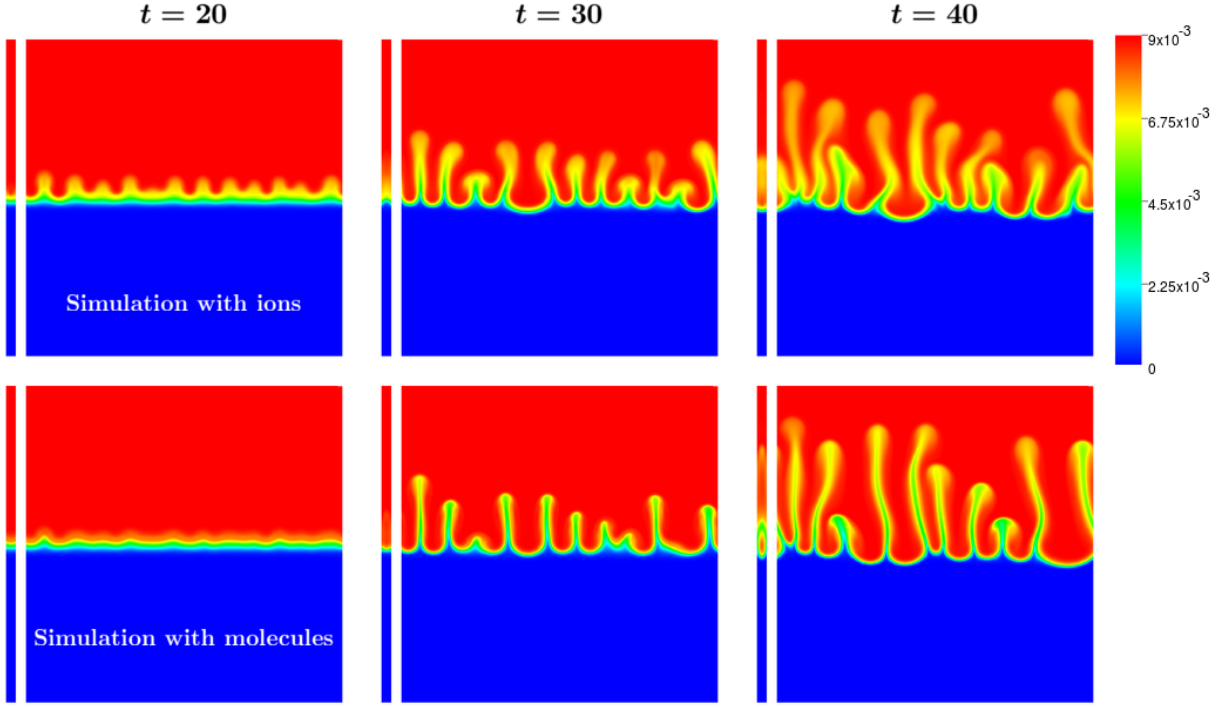 t = 20
t = 30
t = 40
9x10⁻³
6.75x10⁻³
4.5x10⁻³
2.25x10⁻³
0
Simulation with ions
Simulation with molecules